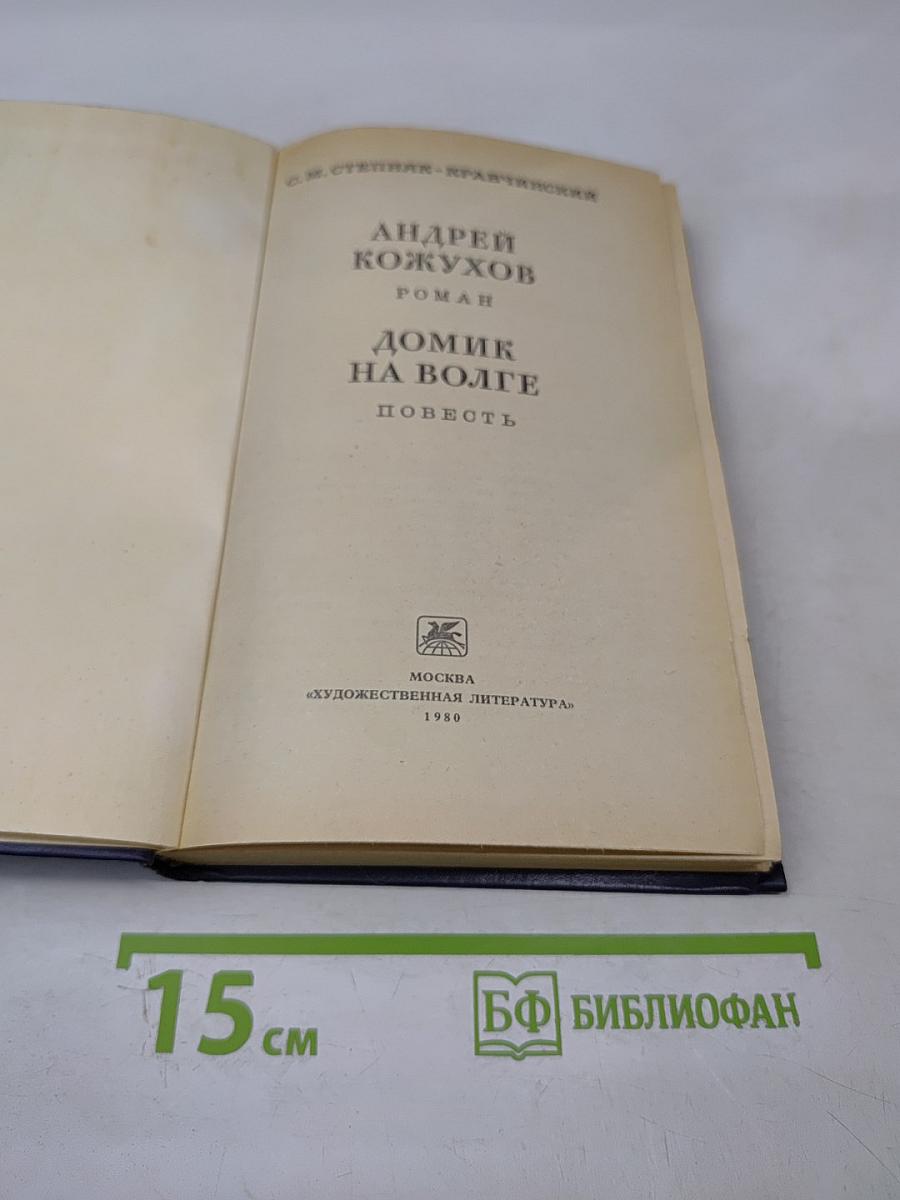 С. М. СТЕПНЯК-КРАВЧИНСКИЙ
АНДРЕЙ
КОЖУХОВ
РОМАН
ДОМИК
НА ВОЛГЕ
ПОВЕСТЬ
МОСКВА
«ХУДОЖЕСТВЕННАЯ ЛИТЕРАТУРА»
1980
15 см
БФ БИБЛИОФАН